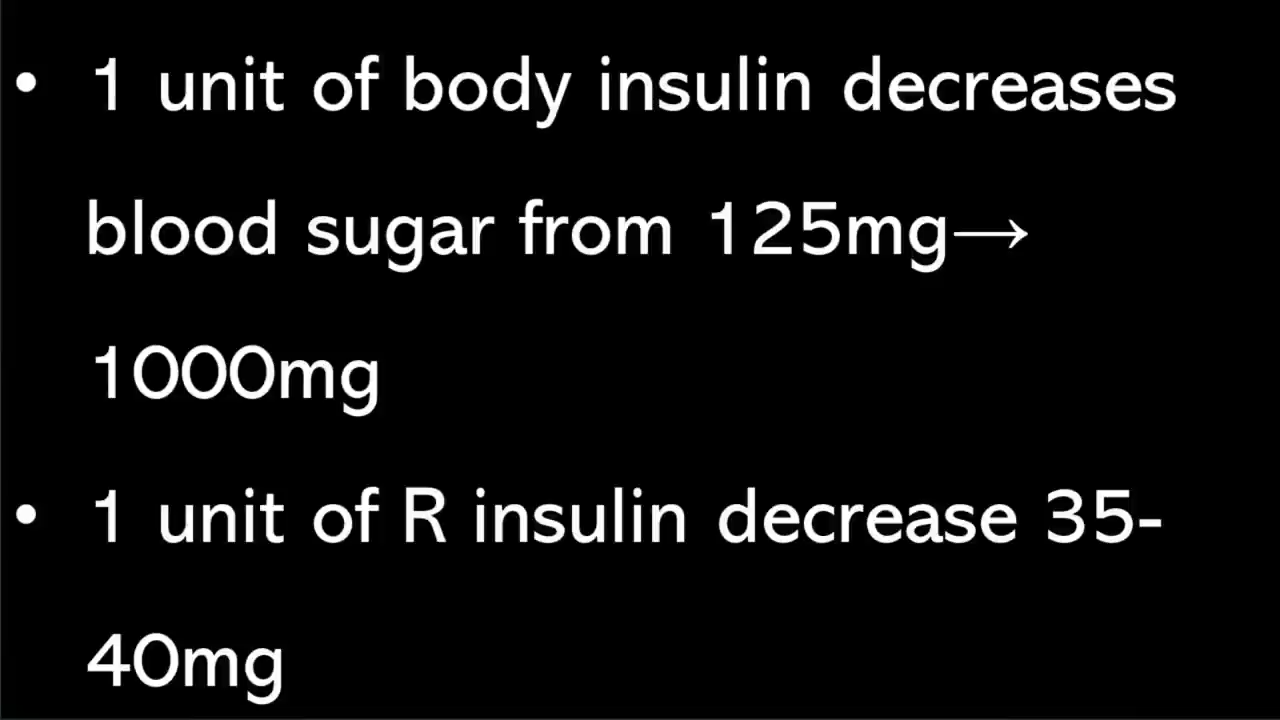 • 1 unit of body insulin decreases
blood sugar from 125mg→
1000mg
• 1 unit of R insulin decrease 35-
40mg